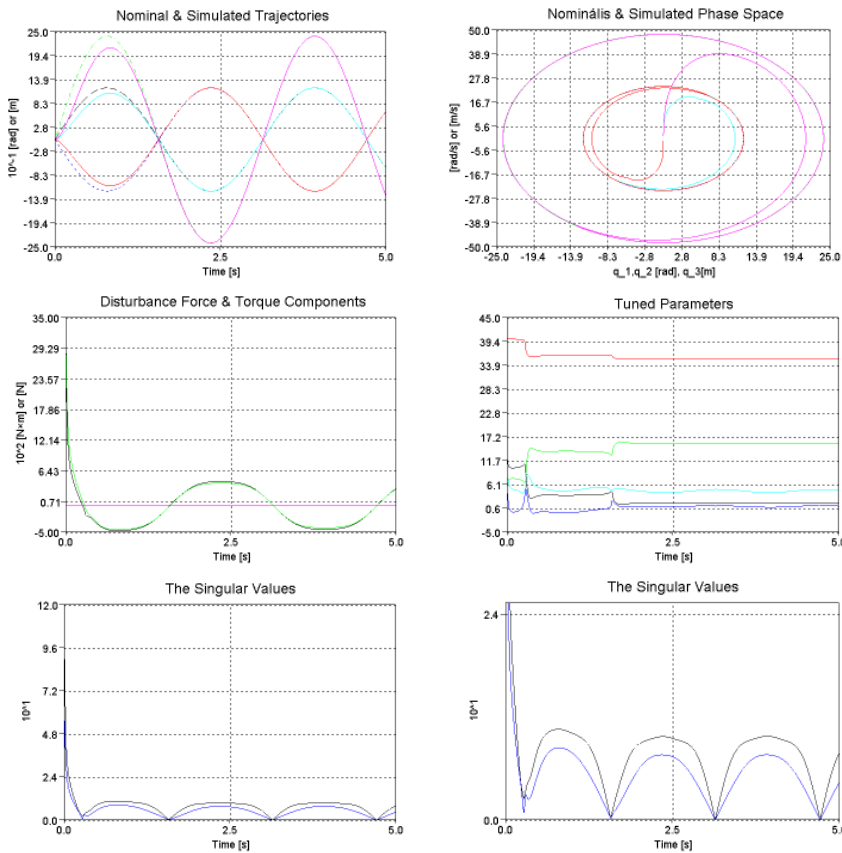 Nominal & Simulated Trajectories
10^-1 [rad] or [m]
25.0
19.4
13.9
8.3
2.8
-2.8
-8.3
-13.9
-19.4
-25.0
0.0 2.5 5.0
Time [s]
Nominális & Simulated Phase Space
[rad/s] or [m/s]
50.0
38.9
27.8
16.7
5.6
-5.6
-16.7
-27.8
-38.9
-50.0
-25.0 -19.4 -13.9 -8.3 -2.8 2.8 8.3 13.9 19.4 25.0
q_1,q_2 [rad], q_3[m]
Disturbance Force & Torque Components
10^2 [N×m] or [N]
35.00
29.29
23.57
17.86
12.14
6.43
0.71
-5.00
0.0 2.5 5.0
Time [s]
Tuned Parameters
45.0
39.4
33.9
28.3
22.8
17.2
11.7
6.1
0.6
-5.0
0.0 2.5 5.0
Time [s]
The Singular Values
10^1
12.0
9.6
7.2
4.8
2.4
0.0
0.0 2.5 5.0
Time [s]
The Singular Values
10^1
2.4
0.0
0.0 2.5 5.0
Time [s]